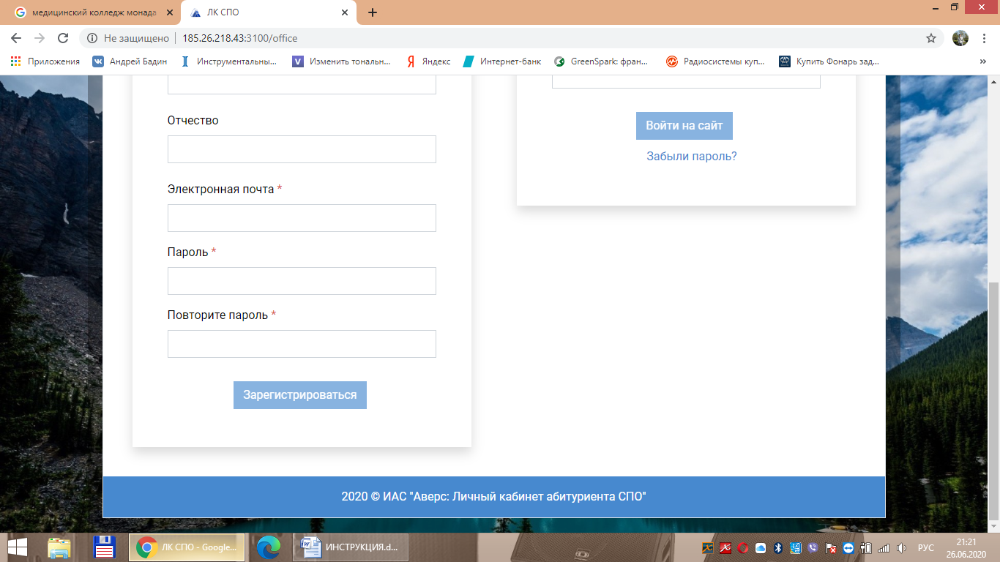 медицинский колледж монада
ЛК СПО
Не защищено
185.26.218.43:3100/office
Приложения
Андрей Бадин
Инструментальны...
Изменить тональн...
Яндекс
Интернет-банк
GreenSpark: фран...
Радиосистемы куп...
Купить Фонарь зад...
»
Отчество
Электронная почта *
Пароль *
Повторите пароль *
Зарегистрироваться
Войти на сайт
Забыли пароль?
2020 © ИАС "Аверс: Личный кабинет абитуриента СПО"
ЛК СПО - Google...
ИНСТРУКЦИЯ.d...
РУС
21:21
26.06.2020